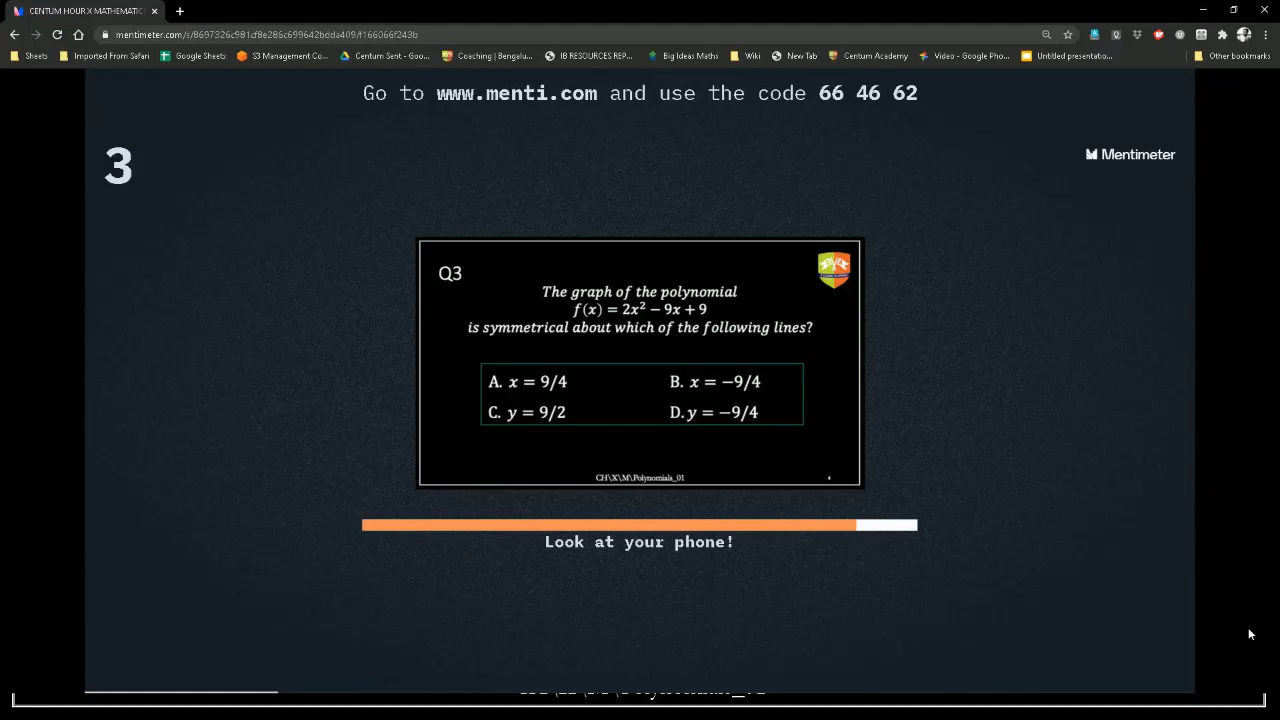 CENTUM HOUR X MATHEMATIC
mentimeter.com/s/8697326c981cf8e286c699642bdda409/f166066f243b
Sheets
Imported From Safari
Google Sheets
S3 Management Co...
Centum Sent - Goo...
Coaching | Bengalu...
IB RESOURCES REP...
Big Ideas Maths
Wiki
New Tab
Centum Academy
Video - Google Pho...
Untitled presentatio...
Other bookmarks
Go to www.menti.com and use the code 66 46 62
3
Mentimeter
Q3
The graph of the polynomial
f(x) = 2x² − 9x + 9
is symmetrical about which of the following lines?
A. x = 9/4
B. x = −9/4
C. y = 9/2
D. y = −9/4
CH\X\M\Polynomials_01
4
Look at your phone!